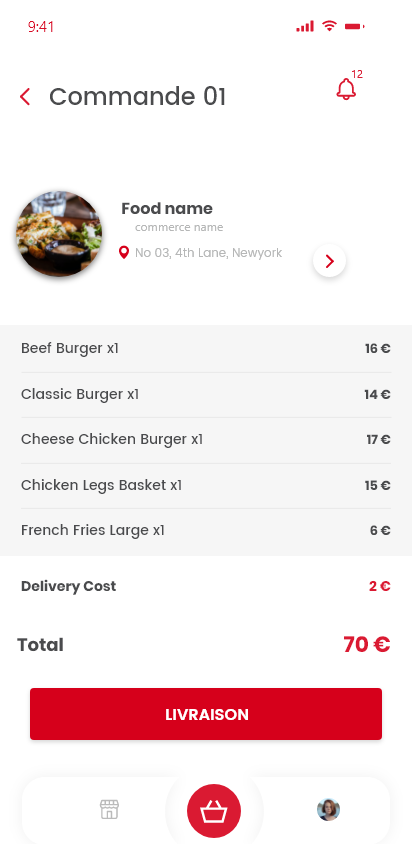 9:41
12
Commande 01
Food name
commerce name
No 03, 4th Lane, Newyork
Beef Burger x1 16 €
Classic Burger x1 14 €
Cheese Chicken Burger x1 17 €
Chicken Legs Basket x1 15 €
French Fries Large x1 6 €
Delivery Cost 2 €
Total 70 €
LIVRAISON